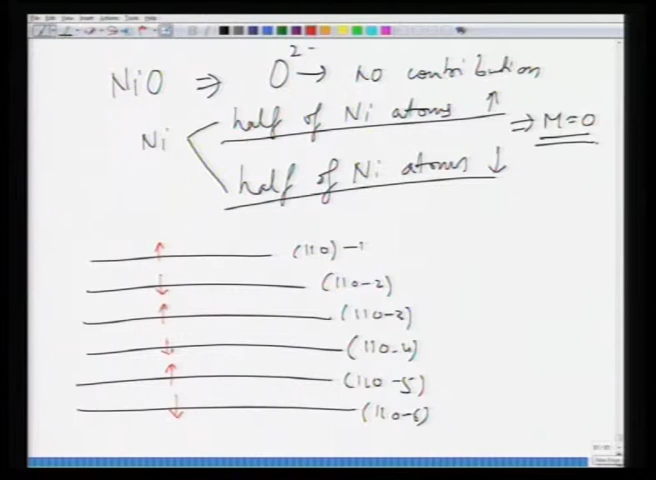 NiO ⇒ O²⁻ → no contribution
Ni half of Ni atoms ↑ ⇒ M=0
half of Ni atoms ↓
↑ (110)-1
↓ (110-2)
↑ (110-3)
↓ (110-4)
↑ (110-5)
↓ (110-6)